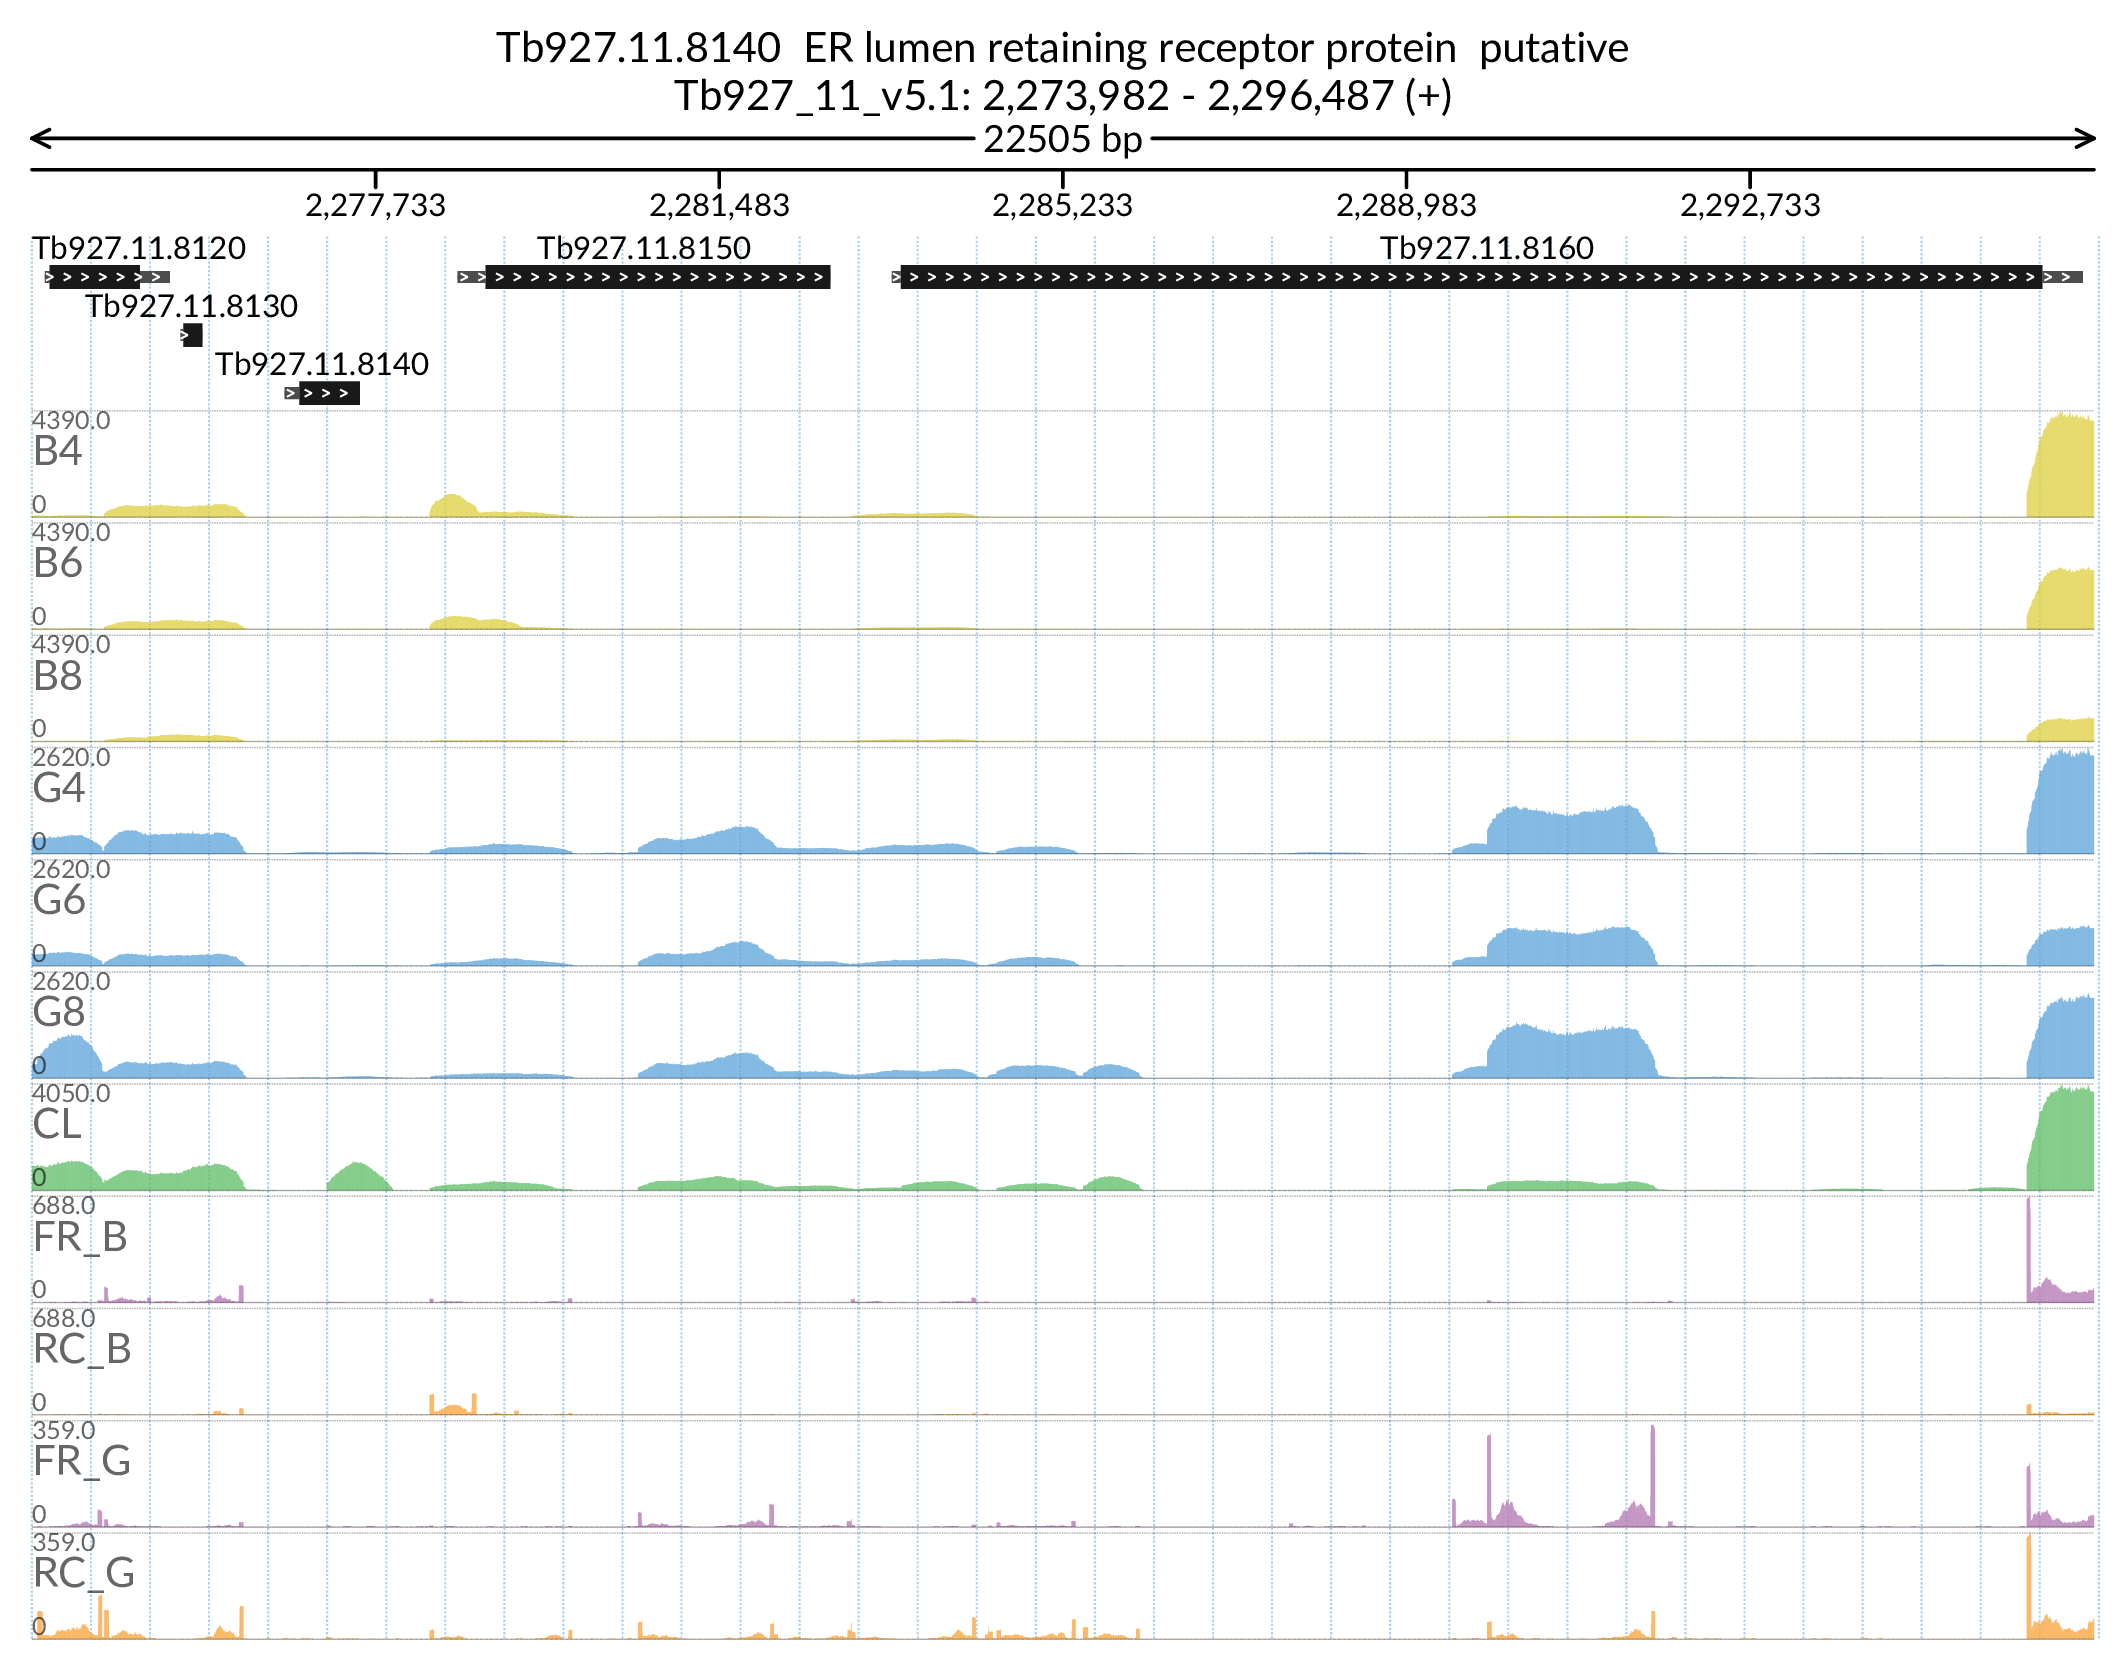 Tb927.11.8140  ER lumen retaining receptor protein  putative
Tb927_11_v5.1: 2,273,982 - 2,296,487 (+)
22505 bp
2,277,733 2,281,483 2,285,233 2,288,983 2,292,733
Tb927.11.8120 Tb927.11.8150 Tb927.11.8160
Tb927.11.8130
Tb927.11.8140
4390.0
B4
0
4390.0
B6
0
4390.0
B8
0
2620.0
G4
0
2620.0
G6
0
2620.0
G8
0
4050.0
CL
0
688.0
FR_B
0
688.0
RC_B
0
359.0
FR_G
0
359.0
RC_G
0